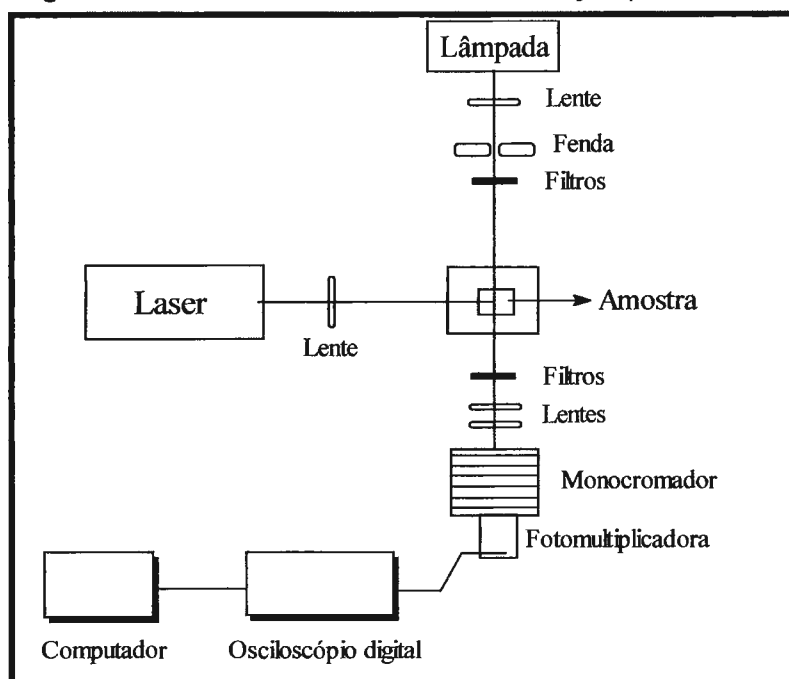 Lâmpada
Lente
Fenda
Filtros
Laser
Amostra
Lente
Filtros
Lentes
Monocromador
Fotomultiplicadora
Computador
Osciloscópio digital